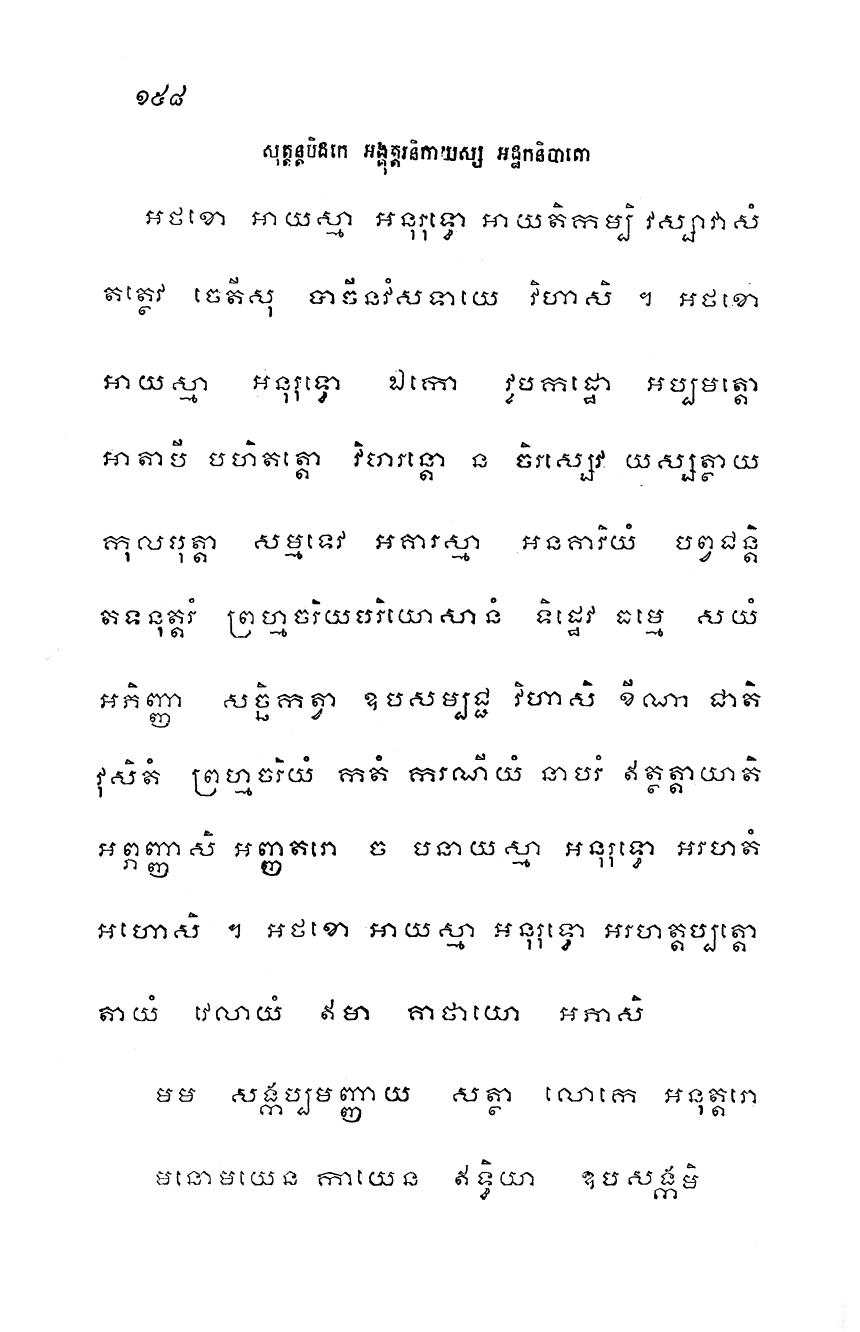 ១៥៨
សុត្តន្តបិដកេ អង្គុត្តរនិកាយស្ស អដ្ឋកនិបាតោ
អថខោ អាយស្មា អនុរុទ្ធោ អាយតិកម្បិ វស្សាវាសំ
តត្ថេវ ចេតីសុ បាចីនវំសទាយេ វិហាសិ ។ អថខោ
អាយស្មា អនុរុទ្ធោ ឯកោ វូបកដ្ឋោ អប្បមត្តោ
អាតាបី បហិតត្តោ វិហរន្តោ ន ចិរស្សេវ យស្សត្ថាយ
កុលបុត្តា សម្មទេវ អគារស្មា អនគារិយំ បព្វជន្តិ
តទនុត្តរំ ព្រហ្មចរិយបរិយោសានំ ទិដ្ឋេវ ធម្មេ សយំ
អភិញ្ញា សច្ឆិកត្វា ឧបសម្បជ្ជ វិហាសិ ខីណា ជាតិ
វុសិតំ ព្រហ្មចរិយំ កតំ ករណីយំ នាបរំ ឥត្ថត្តាយាតិ
អព្ភញ្ញាសិ អញ្ញតរោ ច បនាយស្មា អនុរុទ្ធោ អរហតំ
អហោសិ ។ អថខោ អាយស្មា អនុរុទ្ធោ អរហត្តប្បត្តោ
តាយំ វេលាយំ ឥមា គាថាយោ អភាសិ
មម សង្កប្បមញ្ញាយ សត្ថា លោកេ អនុត្តរោ
មនោមយេន កាយេន ឥទ្ធិយា ឧបសង្កមិ